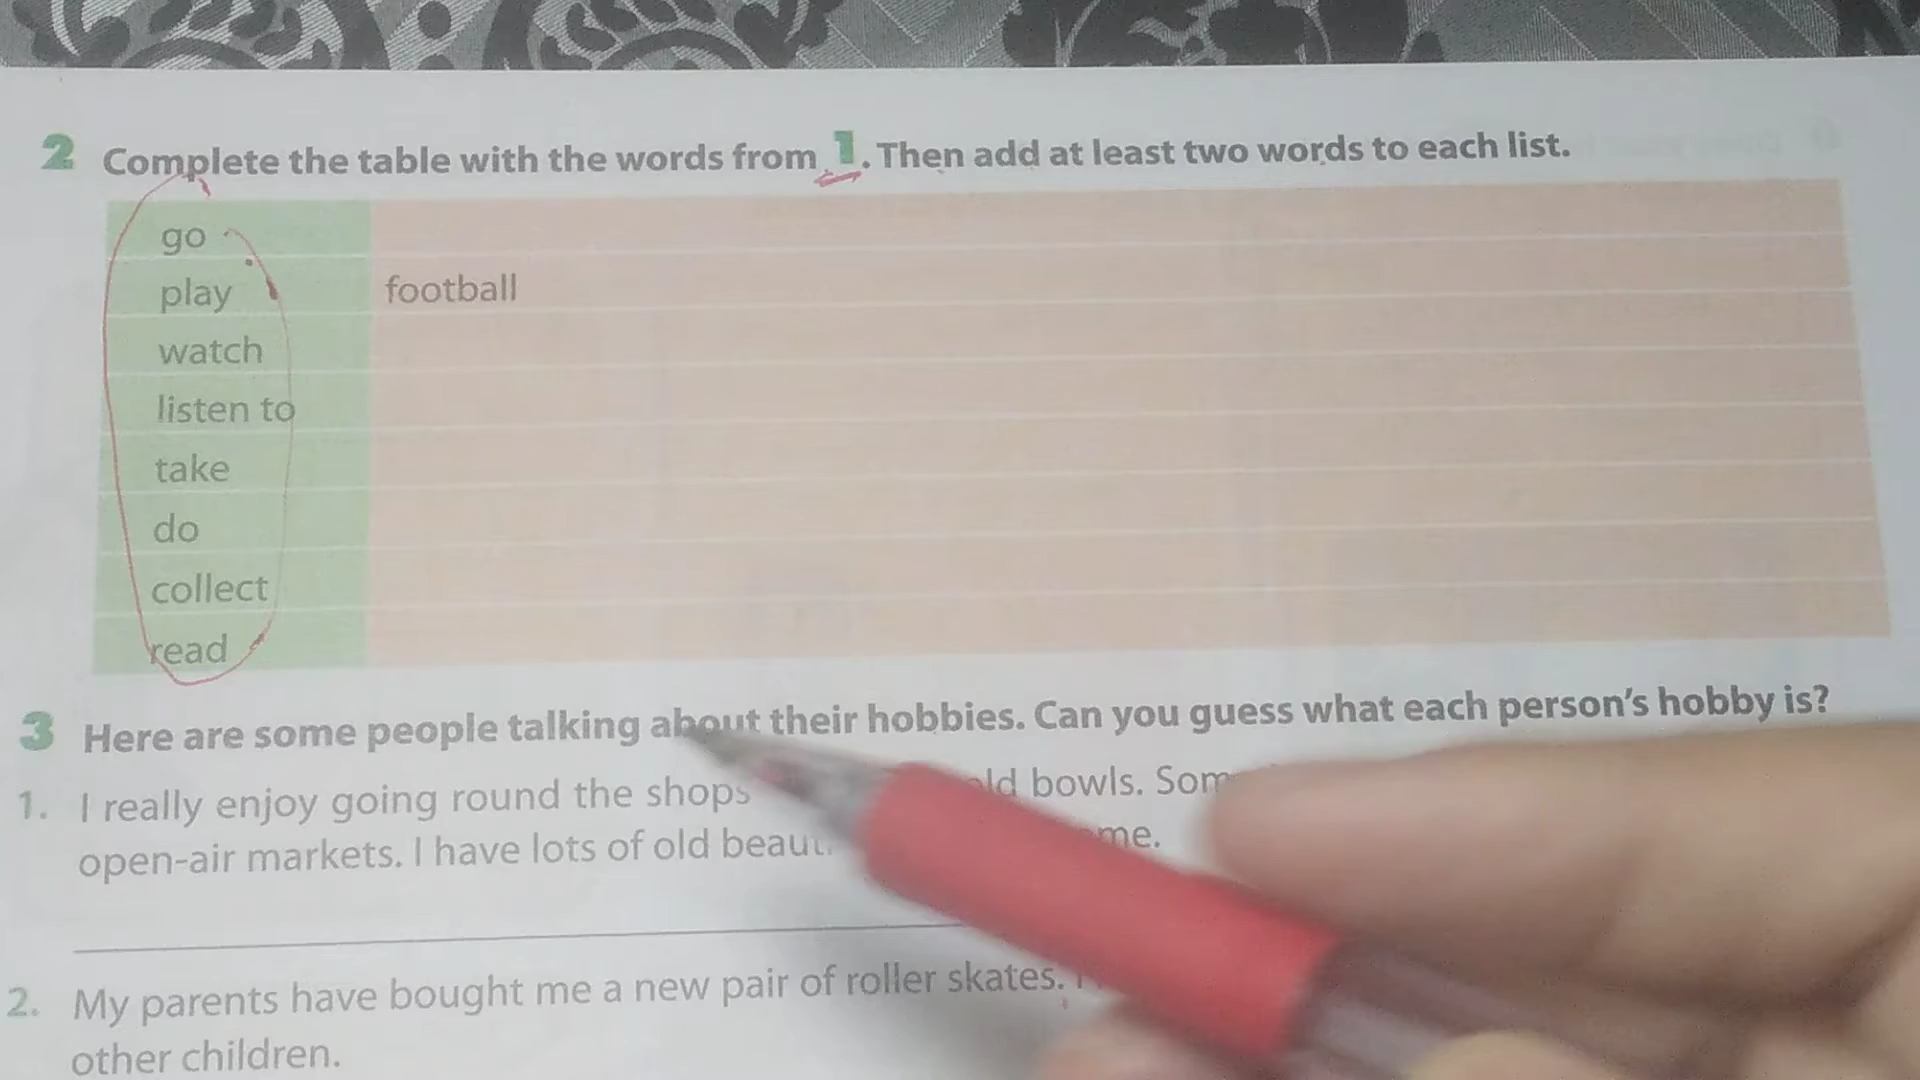 2 Complete the table with the words from 1. Then add at least two words to each list.
go
play football
watch
listen to
take
do
collect
read
3 Here are some people talking about their hobbies. Can you guess what each person's hobby is?
1. I really enjoy going round the shops bowls.
open-air markets. I have lots of old
2. My parents have bought me a new pair of roller skates.
other children.